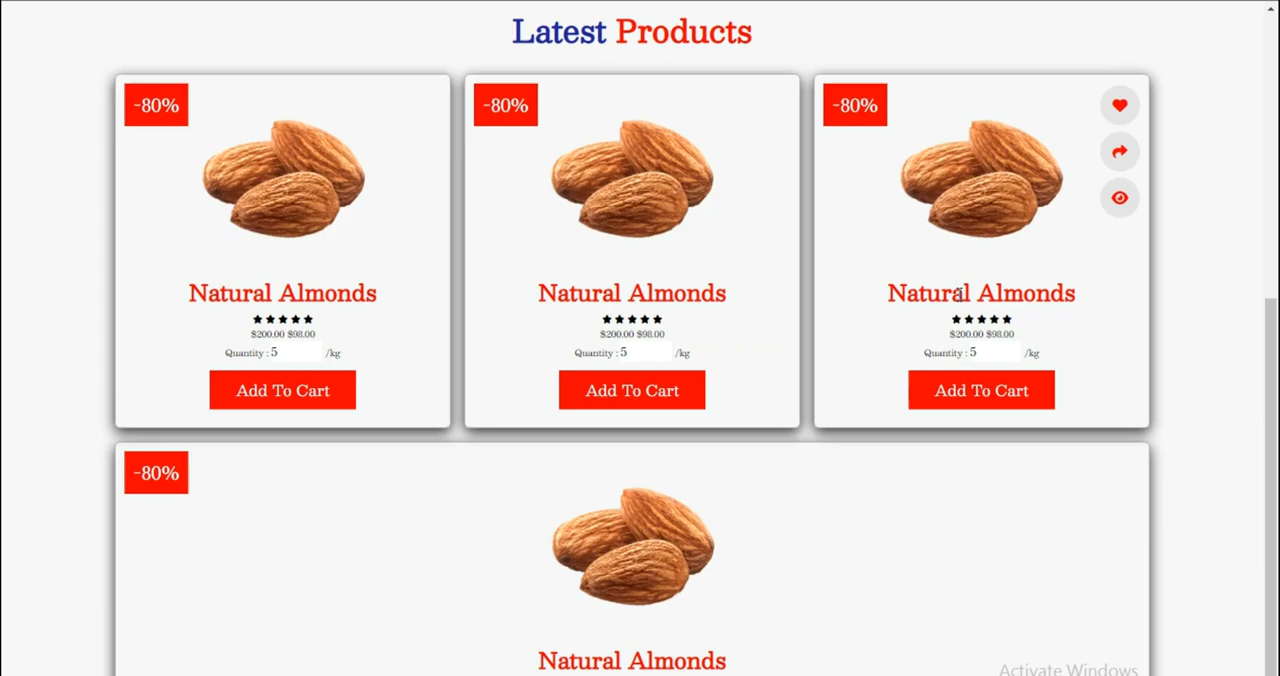 Latest Products
-80%
-80%
-80%
Natural Almonds
Natural Almonds
Natural Almonds
$200.00 $98.00
$200.00 $98.00
$200.00 $98.00
Quantity : 5 /kg
Quantity : 5 /kg
Quantity : 5 /kg
Add To Cart
Add To Cart
Add To Cart
-80%
Natural Almonds
Activate Windows